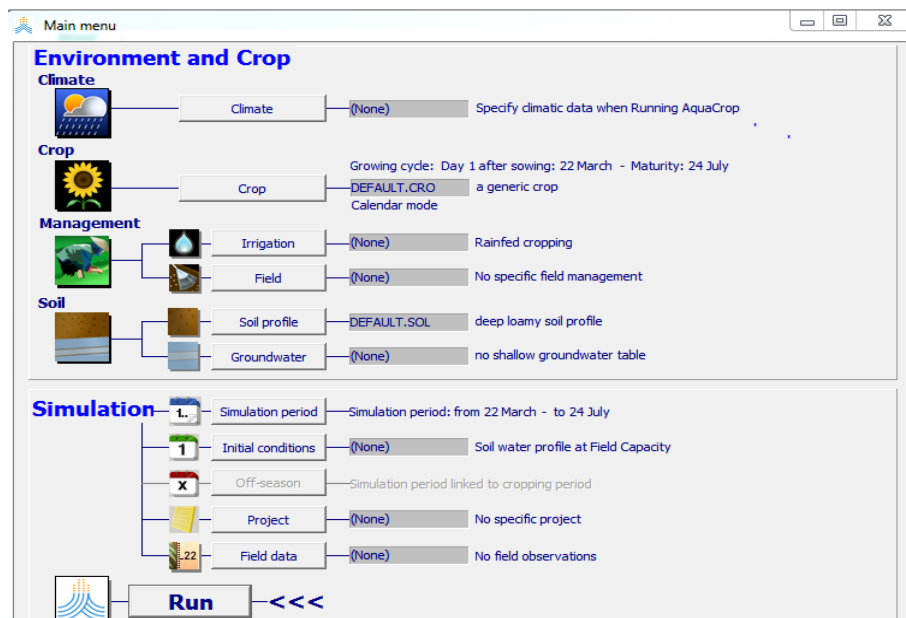 Main menu
Environment and Crop
Climate
Climate (None) Specify climatic data when Running AquaCrop
Crop
Growing cycle: Day 1 after sowing: 22 March - Maturity: 24 July
Crop DEFAULT.CRO a generic crop
Calendar mode
Management
Irrigation (None) Rainfed cropping
Field (None) No specific field management
Soil
Soil profile DEFAULT.SOL deep loamy soil profile
Groundwater (None) no shallow groundwater table
Simulation 1.. Simulation period Simulation period: from 22 March - to 24 July
1 Initial conditions (None) Soil water profile at Field Capacity
x Off-season Simulation period linked to cropping period
Project (None) No specific project
.22 Field data (None) No field observations
Run <<<